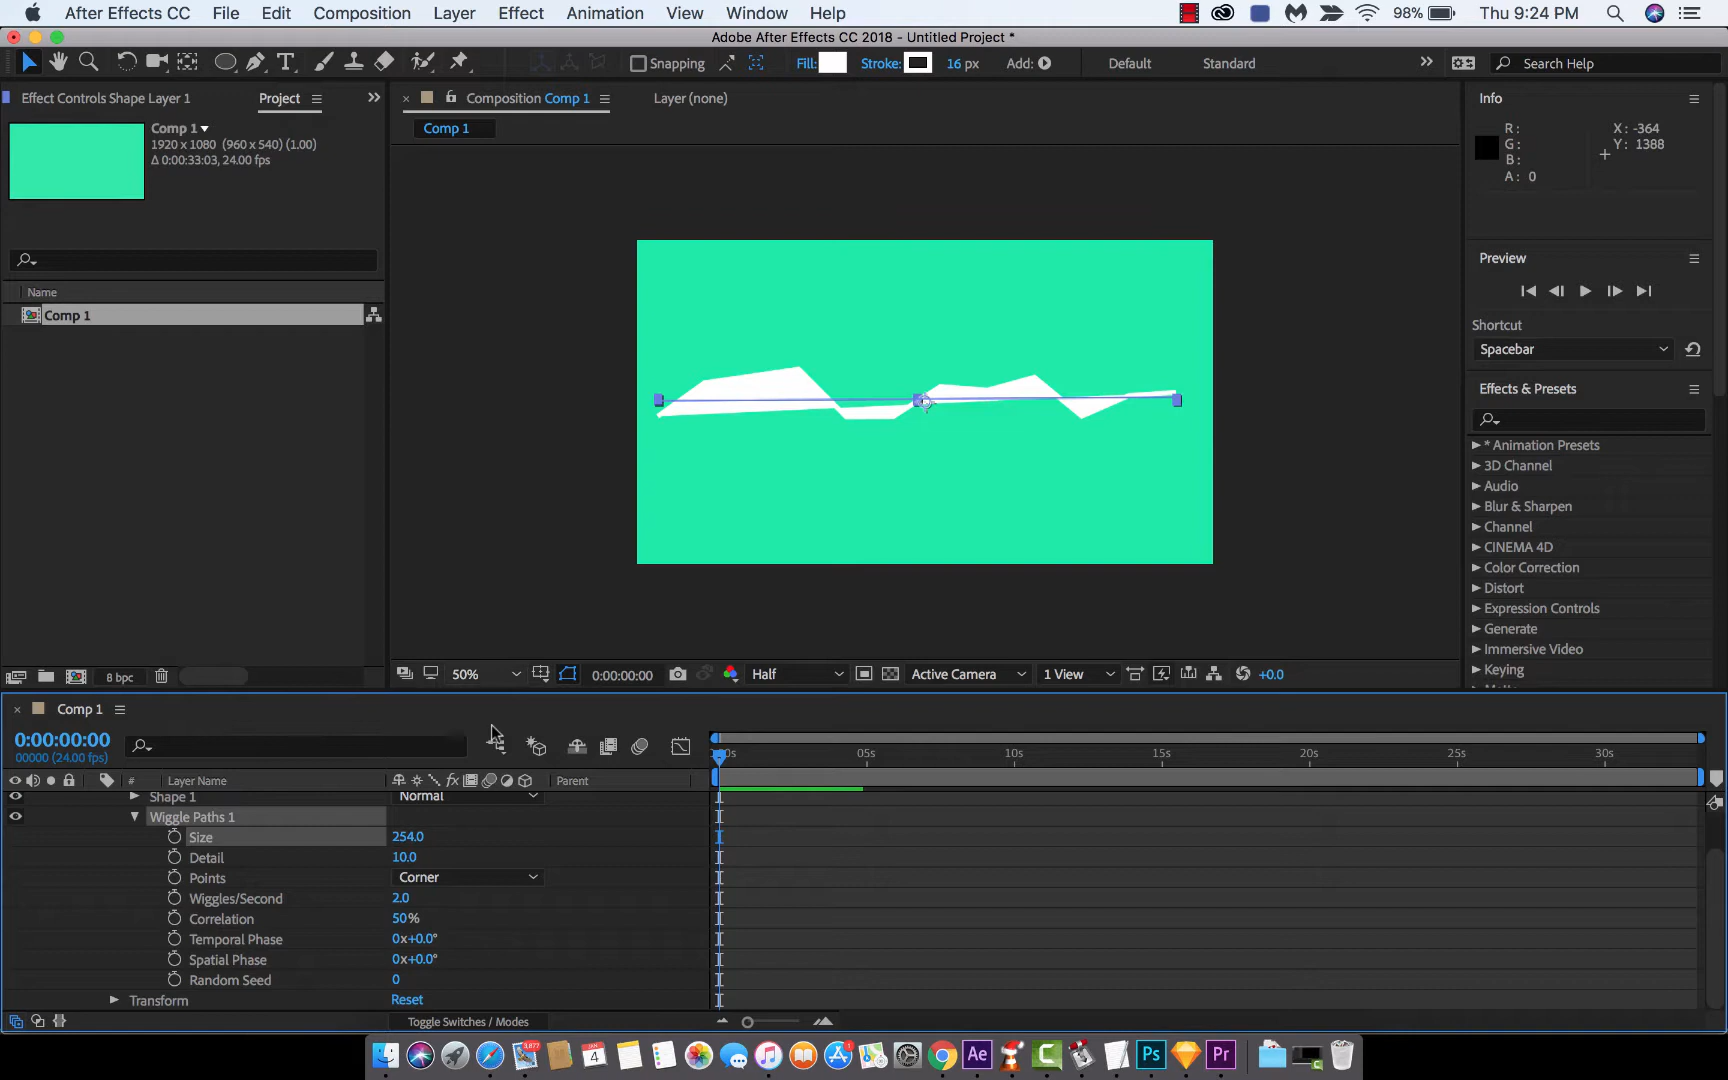 After Effects CC File Edit Composition Layer Effect Animation View Window Help 98% Thu 9:24 PM
Adobe After Effects CC 2018 - Untitled Project *
Snapping Fill: Stroke: 16 px Add: Default Standard Search Help
Effect Controls Shape Layer 1 Project Composition Comp 1 Layer (none) Info
Comp 1
1920 x 1080 (960 x 540) (1.00)
Δ 0:00:33:03, 24.00 fps
Comp 1
R: X: -364
G: Y: 1388
B:
A: 0
Preview
Shortcut
Spacebar
Effects & Presets
Name
Comp 1
* Animation Presets
3D Channel
Audio
Blur & Sharpen
Channel
CINEMA 4D
Color Correction
Distort
Expression Controls
Generate
Immersive Video
Keying
8 bpc 50% 0:00:00:00 Half Active Camera 1 View +0.0
Comp 1
0:00:00:00
00000 (24.00 fps)
05s 10s 15s 20s 25s 30s
# Layer Name fx Parent
Shape 1 Normal
Wiggle Paths 1
Size 254.0
Detail 10.0
Points Corner
Wiggles/Second 2.0
Correlation 50%
Temporal Phase 0x+0.0°
Spatial Phase 0x+0.0°
Random Seed 0
Transform Reset
Toggle Switches / Modes
3,877 JAN 4 1 Ae Ps Pr